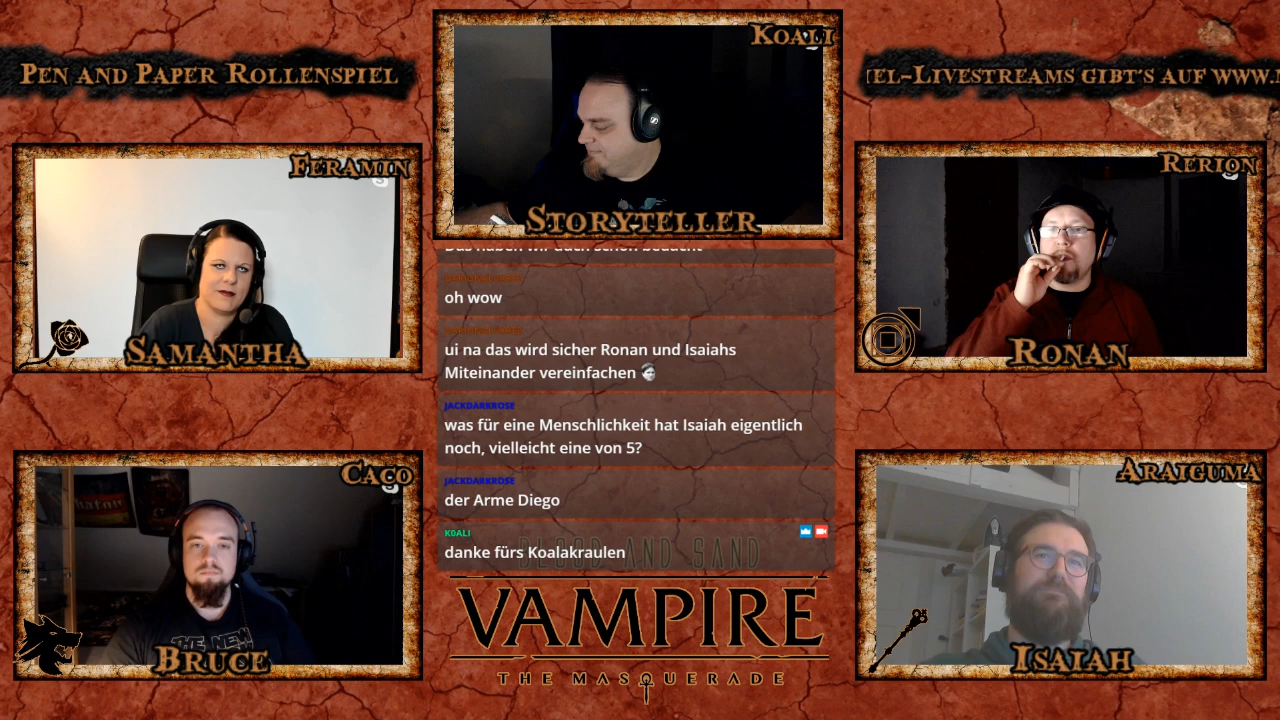 KOALI
PEN AND PAPER ROLLENSPIEL
EL-LIVESTREAMS GIBT'S AUF WWW.
STORYTELLER
FERAMIN
SAMANTHA
RERION
RONAN
oh wow
ui na das wird sicher Ronan und Isaiahs
Miteinander vereinfachen
JACKDARKROSE
was für eine Menschlichkeit hat Isaiah eigentlich
noch, vielleicht eine von 5?
JACKDARKROSE
der Arme Diego
K0ALI
danke fürs Koalakraulen
BLOOD AND SAND
VAMPIRE
THE MASQUERADE
CACO
THE NEW
BRUCE
ARAIGUMA
ISAIAH